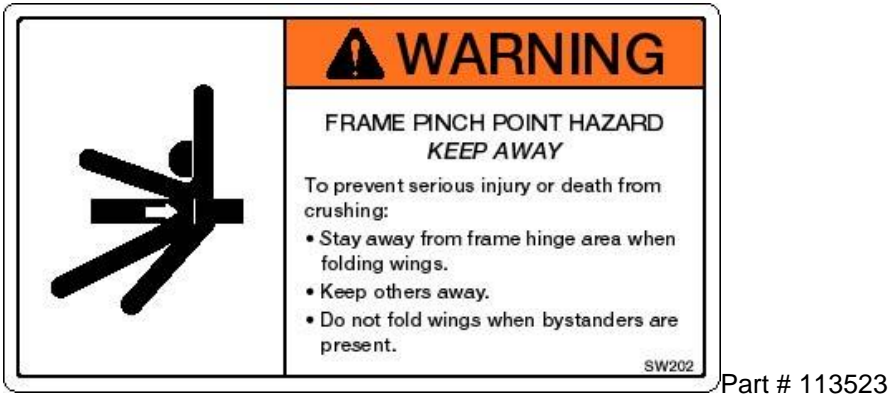 WARNING
FRAME PINCH POINT HAZARD
KEEP AWAY
To prevent serious injury or death from
crushing:
• Stay away from frame hinge area when
folding wings.
• Keep others away.
• Do not fold wings when bystanders are
present.
SW202
Part # 113523